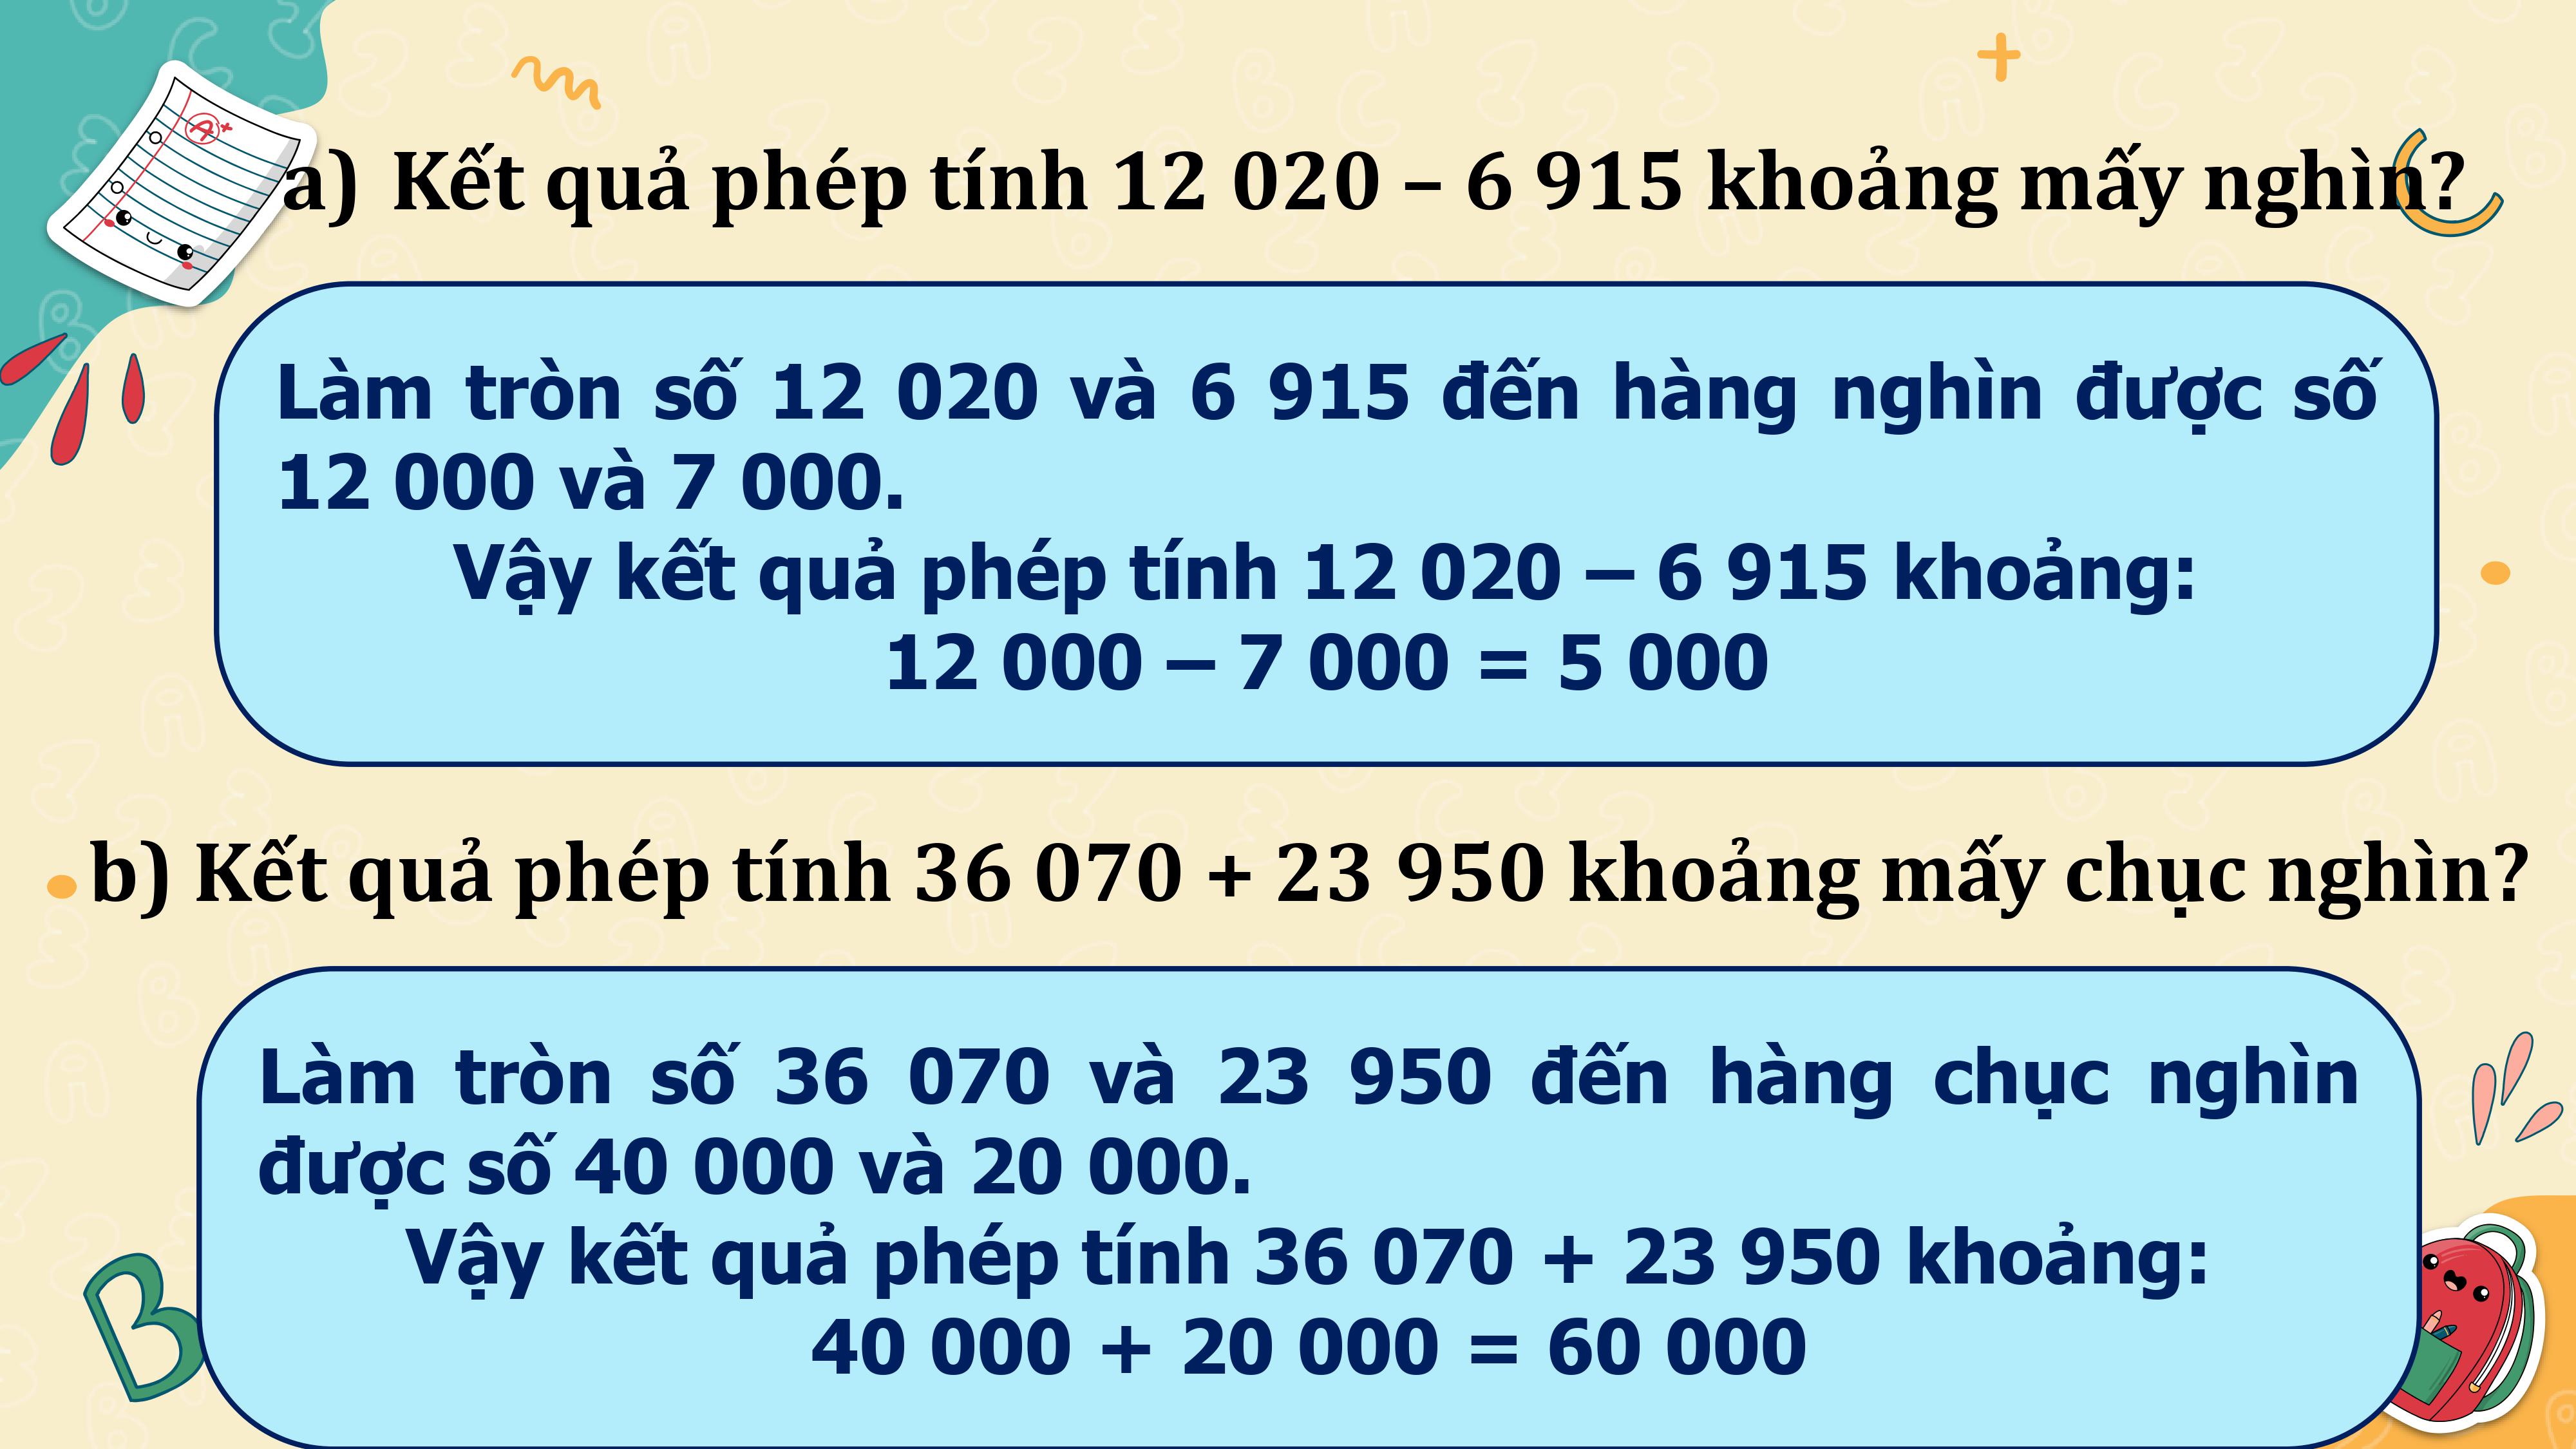 A+
a) Kết quả phép tính 12 020 – 6 915 khoảng mấy nghìn?
Làm tròn số 12 020 và 6 915 đến hàng nghìn được số
12 000 và 7 000.
Vậy kết quả phép tính 12 020 – 6 915 khoảng:
12 000 – 7 000 = 5 000
b) Kết quả phép tính 36 070 + 23 950 khoảng mấy chục nghìn?
Làm tròn số 36 070 và 23 950 đến hàng chục nghìn
được số 40 000 và 20 000.
Vậy kết quả phép tính 36 070 + 23 950 khoảng:
40 000 + 20 000 = 60 000
B